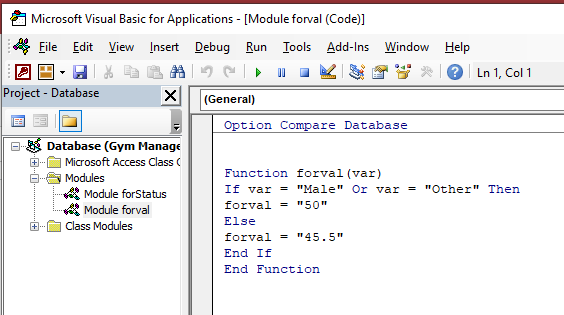 Microsoft Visual Basic for Applications - [Module forval (Code)]
File Edit View Insert Debug Run Tools Add-Ins Window Help
Ln 1, Col 1
Project - Database
Database (Gym Manage
Microsoft Access Class
Modules
Module forStatus
Module forval
Class Modules
(General)
Option Compare Database
Function forval(var)
If var = "Male" Or var = "Other" Then
forval = "50"
Else
forval = "45.5"
End If
End Function